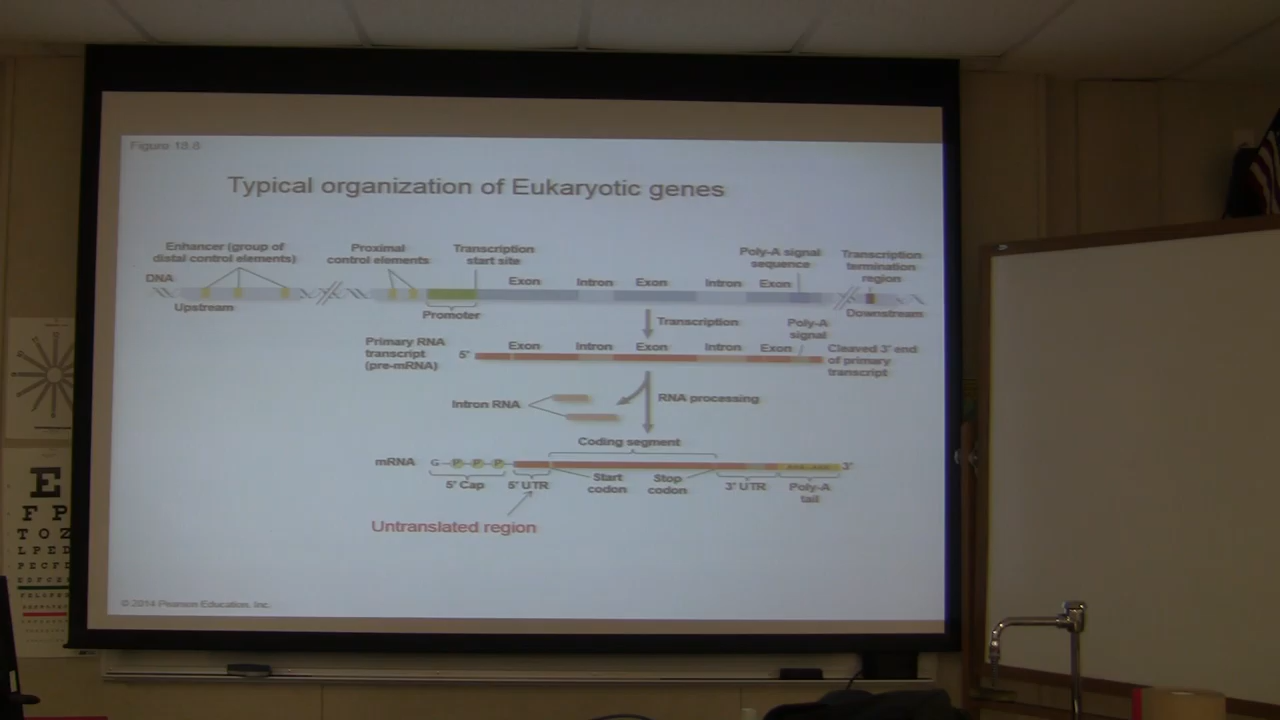 Figure 18.8
Typical organization of Eukaryotic genes
Enhancer (group of
distal control elements)
Proximal
control elements
Transcription
start site
Poly-A signal
sequence
Transcription
termination
region
DNA
Exon
Intron
Exon
Intron
Exon
Upstream
Promoter
Downstream
Transcription
Poly-A
signal
Primary RNA
transcript
(pre-mRNA)
5'
Exon
Intron
Exon
Intron
Exon
Cleaved 3' end
of primary
transcript
Intron RNA
RNA processing
Coding segment
mRNA
G
P
P
P
3'
5' Cap
5' UTR
Start
codon
Stop
codon
3' UTR
Poly-A
tail
Untranslated region
© 2014 Pearson Education, Inc.
E
F P
T O Z
L P E D
P E C F D